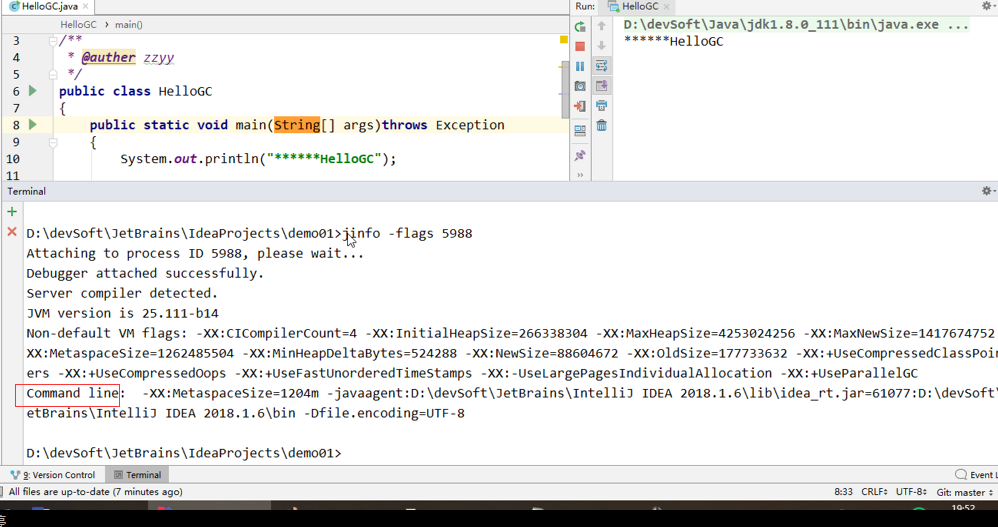 HelloGC.java
HelloGC
main()
3 /**
4 * @auther zzyy
5 */
6 public class HelloGC
7 {
8 public static void main(String[] args)throws Exception
9 {
10 System.out.println("******HelloGC");
11
Run: HelloGC
D:\devSoft\Java\jdk1.8.0_111\bin\java.exe ...
******HelloGC
Terminal
D:\devSoft\JetBrains\IdeaProjects\demo01>jinfo -flags 5988
Attaching to process ID 5988, please wait...
Debugger attached successfully.
Server compiler detected.
JVM version is 25.111-b14
Non-default VM flags: -XX:CICompilerCount=4 -XX:InitialHeapSize=266338304 -XX:MaxHeapSize=4253024256 -XX:MaxNewSize=1417674752
XX:MetaspaceSize=1262485504 -XX:MinHeapDeltaBytes=524288 -XX:NewSize=88604672 -XX:OldSize=177733632 -XX:+UseCompressedClassPoin
ers -XX:+UseCompressedOops -XX:+UseFastUnorderedTimeStamps -XX:-UseLargePagesIndividualAllocation -XX:+UseParallelGC
Command line: -XX:MetaspaceSize=1204m -javaagent:D:\devSoft\JetBrains\IntelliJ IDEA 2018.1.6\lib\idea_rt.jar=61077:D:\devSoft\
etBrains\IntelliJ IDEA 2018.1.6\bin -Dfile.encoding=UTF-8
D:\devSoft\JetBrains\IdeaProjects\demo01>
9: Version Control
Terminal
Event L
All files are up-to-date (7 minutes ago)
8:33 CRLF UTF-8 Git: master
19:52